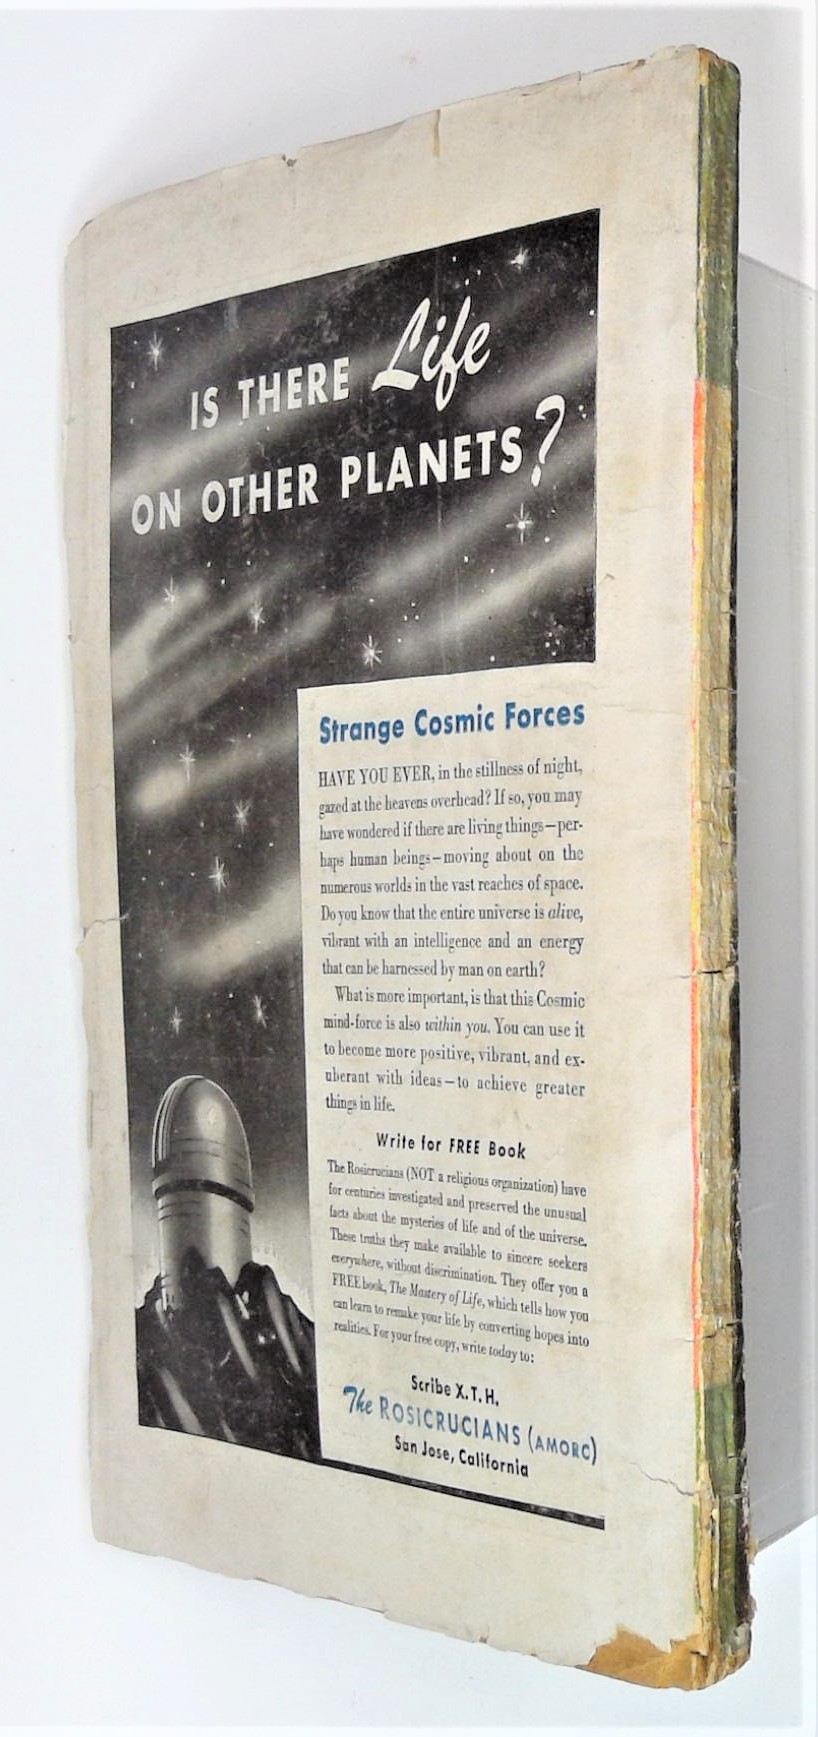 IS THERE Life
ON OTHER PLANETS?
Strange Cosmic Forces
HAVE YOU EVER, in the stillness of night,
gazed at the heavens overhead? If so, you may
have wondered if there are living things—per-
haps human beings—moving about on the
numerous worlds in the vast reaches of space.
Do you know that the entire universe is alive,
vibrant with an intelligence and an energy
that can be harnessed by man on earth?
What is more important, is that this Cosmic
mind-force is also within you. You can use it
to become more positive, vibrant, and ex-
uberant with ideas—to achieve greater
things in life.
Write for FREE Book
The Rosicrucians (NOT a religious organization) have
for centuries investigated and preserved the unusual
facts about the mysteries of life and of the universe.
These truths they make available to sincere seekers
everywhere, without discrimination. They offer you a
FREE book, The Mastery of Life, which tells how you
can learn to remake your life by converting hopes into
realities. For your free copy, write today to:
Scribe X.T.H.
The ROSICRUCIANS (AMORC)
San Jose, California